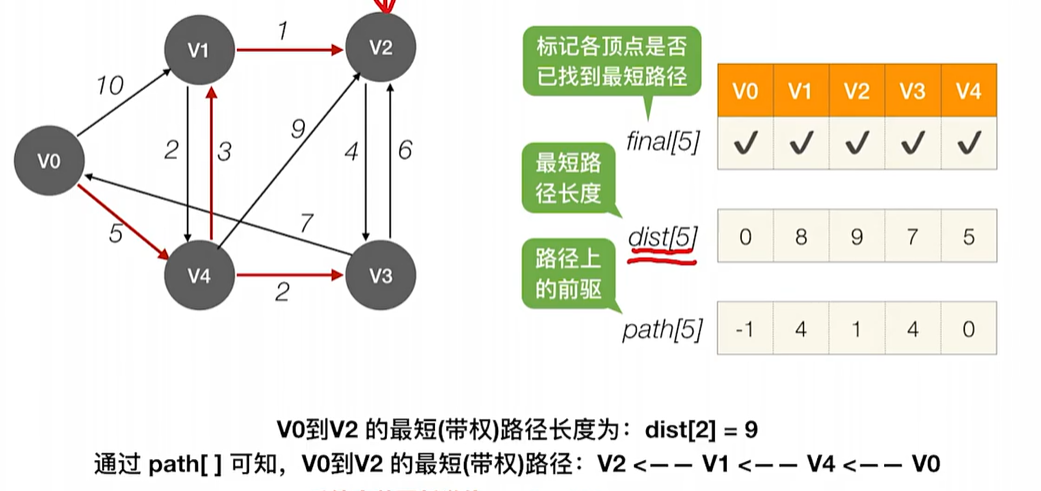 1
V1
V2
10
2
3
9
4
6
V0
5
7
V4
2
V3
标记各顶点是否
已找到最短路径
V0 V1 V2 V3 V4
final[5] ✓ ✓ ✓ ✓ ✓
最短路
径长度
dist[5] 0 8 9 7 5
路径上
的前驱
path[5] -1 4 1 4 0
V0到V2 的最短(带权)路径长度为：dist[2] = 9
通过 path[ ] 可知，V0到V2 的最短(带权)路径：V2 <—— V1 <—— V4 <—— V0